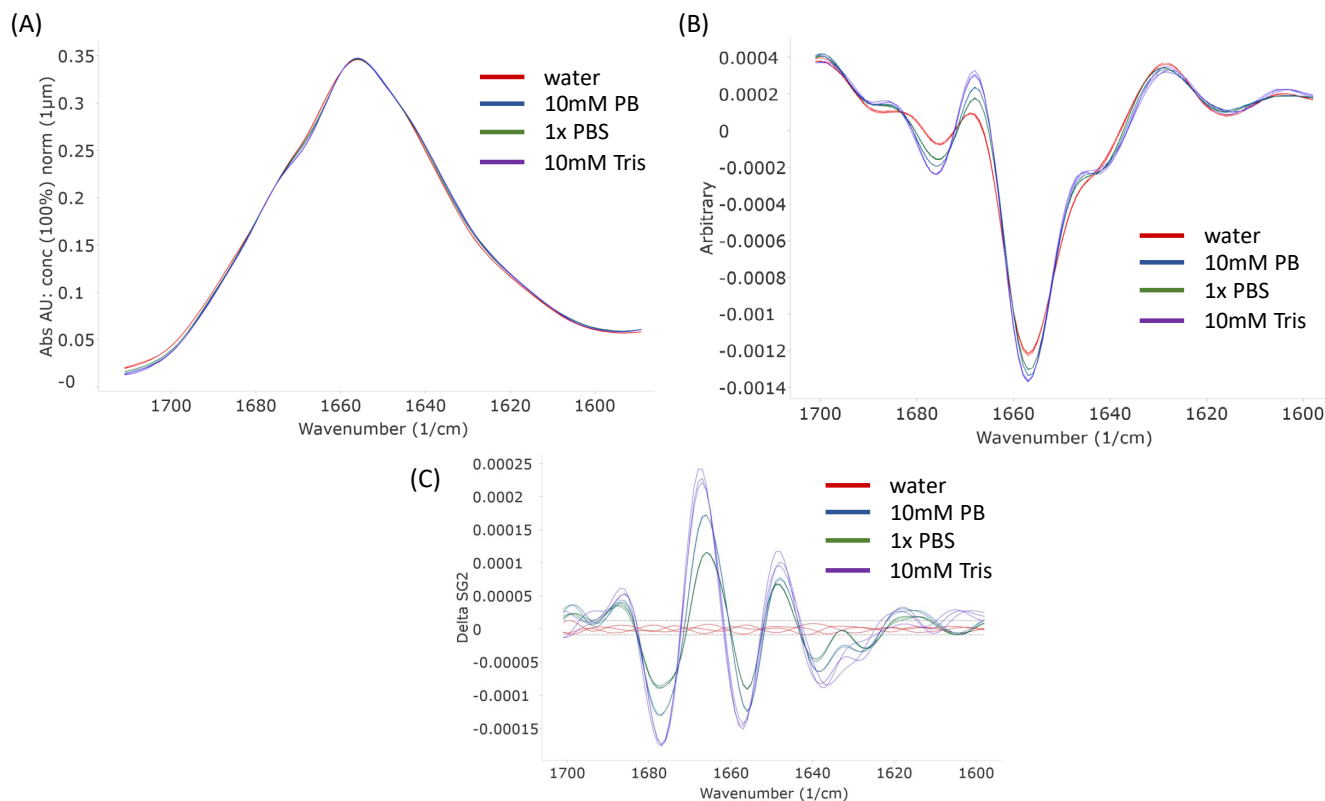 (A)
0.35
0.3
0.25
0.2
0.15
0.1
0.05
-0
Abs AU: conc (100%) norm (1μm)
1700
1680
1660
1640
1620
1600
Wavenumber (1/cm)
water
10mM PB
1x PBS
10mM Tris
(B)
0.0004
0.0002
0
-0.0002
-0.0004
-0.0006
-0.0008
-0.001
-0.0012
-0.0014
Arbitrary
1700
1680
1660
1640
1620
1600
Wavenumber (1/cm)
water
10mM PB
1x PBS
10mM Tris
(C)
0.00025
0.0002
0.00015
0.0001
0.00005
0
-0.00005
-0.0001
-0.00015
Delta SG2
1700
1680
1660
1640
1620
1600
Wavenumber (1/cm)
water
10mM PB
1x PBS
10mM Tris